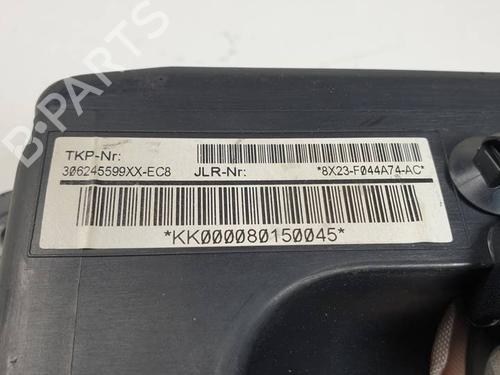 B-PARTS
TKP-Nr:
306245599XX-EC8 JLR-Nr: *8X23-F044A74-AC*
*KK000080150045*